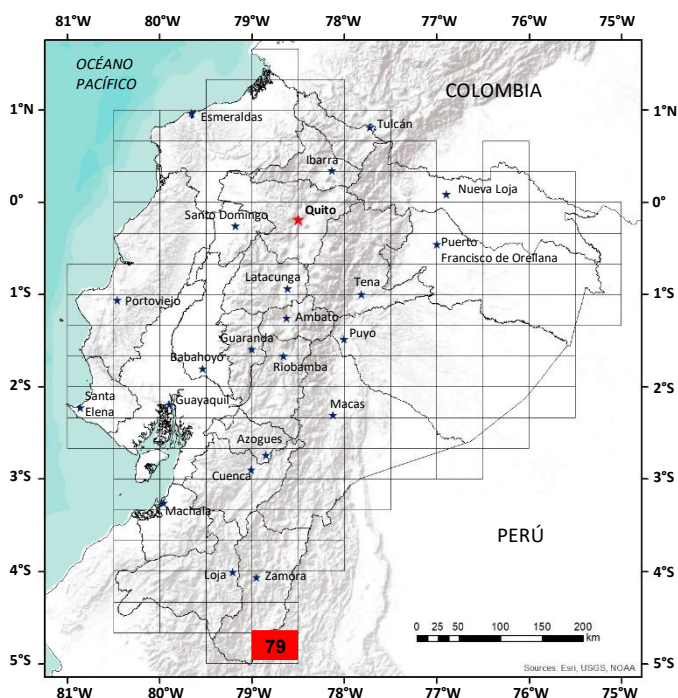 81°W 80°W 79°W 78°W 77°W 76°W 75°W
OCÉANO
PACÍFICO
COLOMBIA
1°N 1°N
Esmeraldas
Tulcán
Ibarra
Nueva Loja
0° 0°
Santo Domingo
Quito
Puerto
Francisco de Orellana
Latacunga
Tena
1°S 1°S
Portoviejo
Ambato
Guaranda
Puyo
Babahoyo
Riobamba
2°S 2°S
Santa
Elena
Guayaquil
Macas
Azogues
Cuenca
3°S 3°S
Machala
PERÚ
4°S 4°S
Loja
Zamora
79
0 25 50 100 150 200
km
5°S 5°S
Sources: Esri, USGS, NOAA
81°W 80°W 79°W 78°W 77°W 76°W 75°W